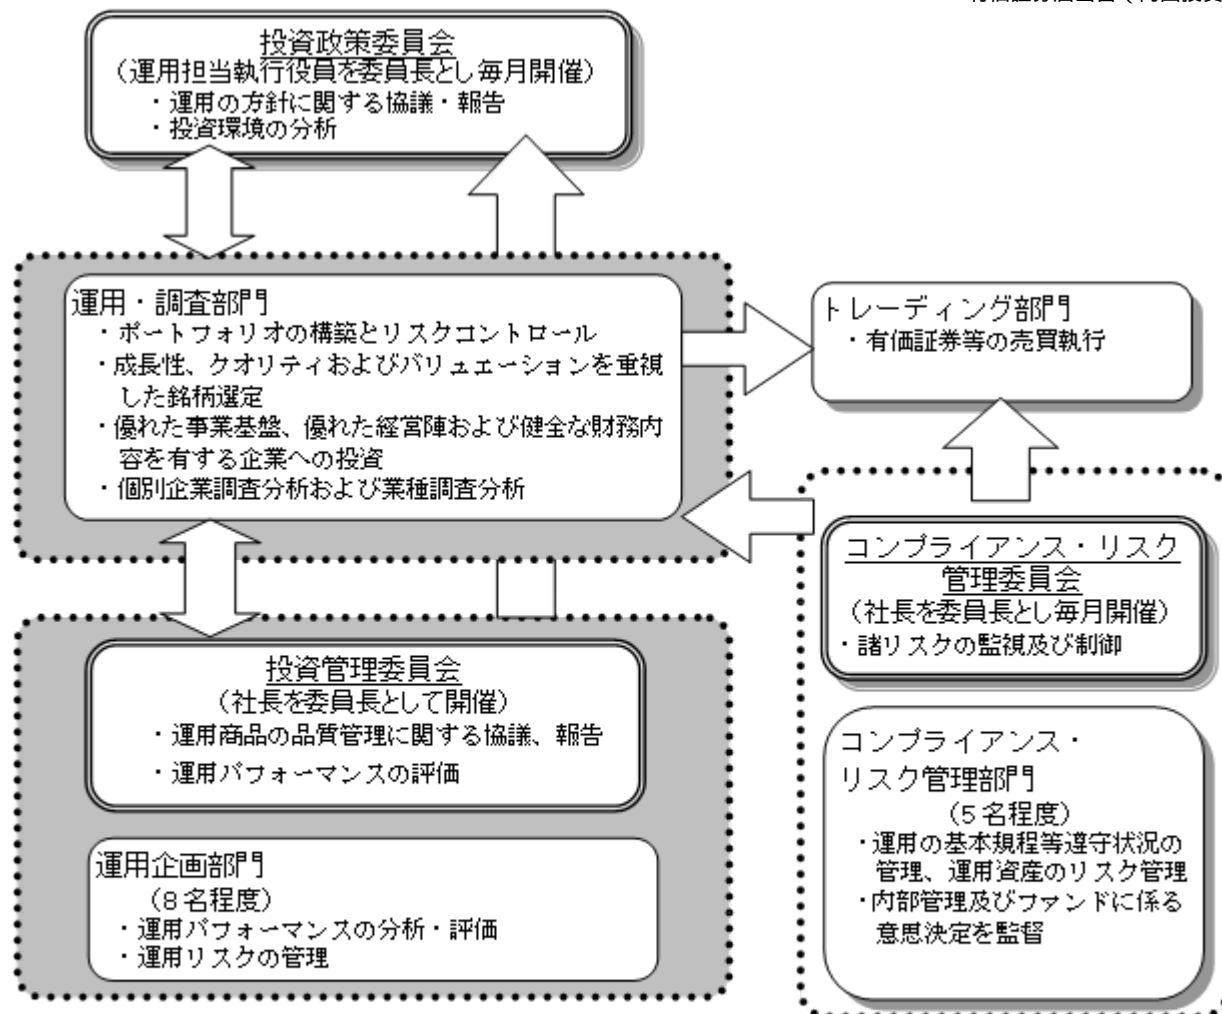 投資政策委員会
(運用担当執行役員を委員長とし毎月開催)
・運用の方針に関する協議・報告
・投資環境の分析
運用・調査部門
・ポートフォリオの構築とリスクコントロール
・成長性、クオリティおよびバリュエーションを重視
した銘柄選定
・優れた事業基盤、優れた経営陣および健全な財務内
容を有する企業への投資
・個別企業調査分析および業種調査分析
トレーディング部門
・有価証券等の売買執行
投資管理委員会
(社長を委員長として開催)
・運用商品の品質管理に関する協議、報告
・運用パフォーマンスの評価
運用企画部門
(8名程度)
・運用パフォーマンスの分析・評価
・運用リスクの管理
コンプライアンス・リスク
管理委員会
(社長を委員長とし毎月開催)
・諸リスクの監視及び制御
コンプライアンス・
リスク管理部門
(5名程度)
・運用の基本規程等遵守状況の
管理、運用資産のリスク管理
・内部管理及びファンドに係る
意思決定を監督